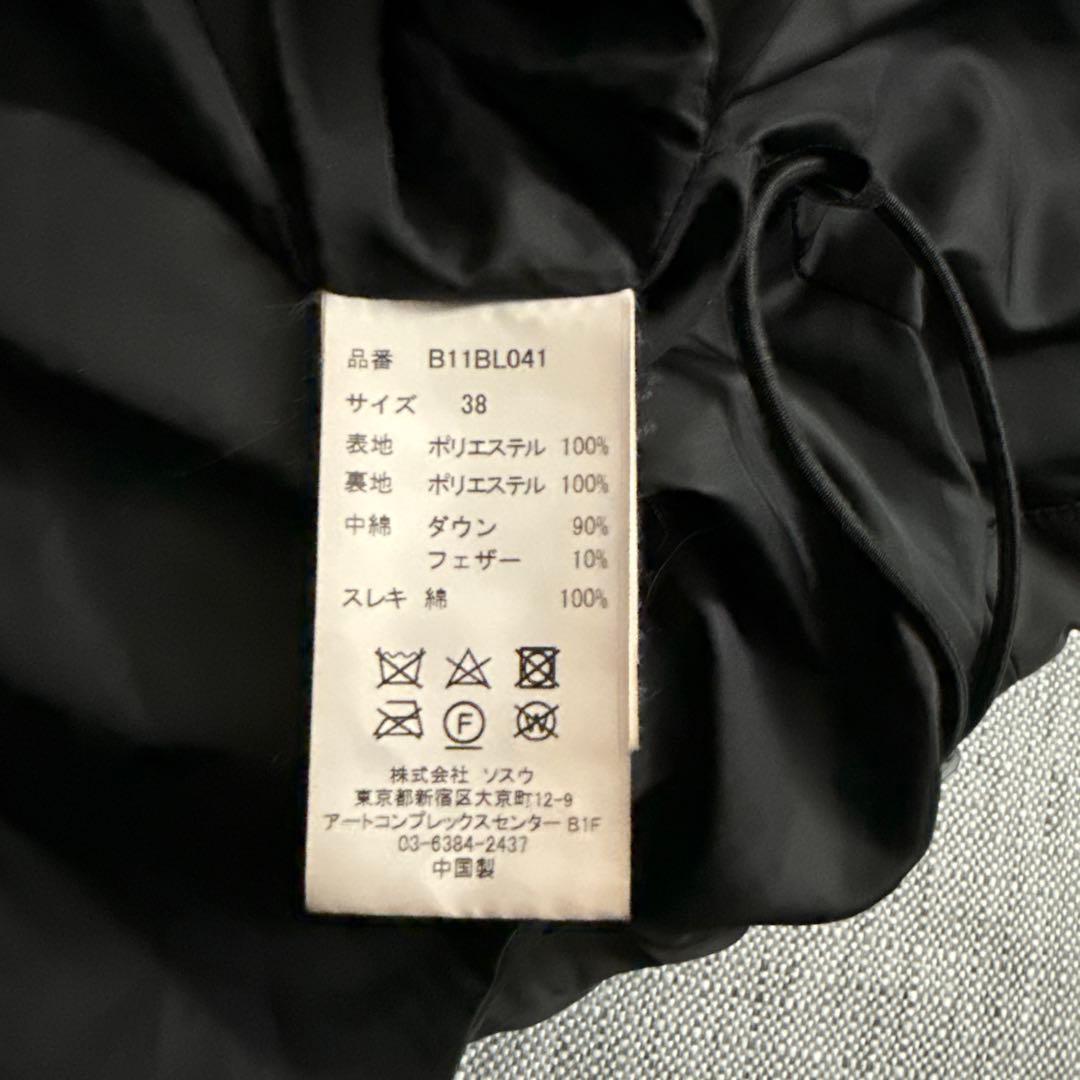 品番 B11BL041
サイズ 38
表地 ポリエステル 100%
裏地 ポリエステル 100%
中綿 ダウン 90%
フェザー 10%
スレキ 綿 100%
F W
株式会社 ソスウ
東京都新宿区大京町12-9
アートコンプレックスセンター B1F
03-6384-2437
中国製